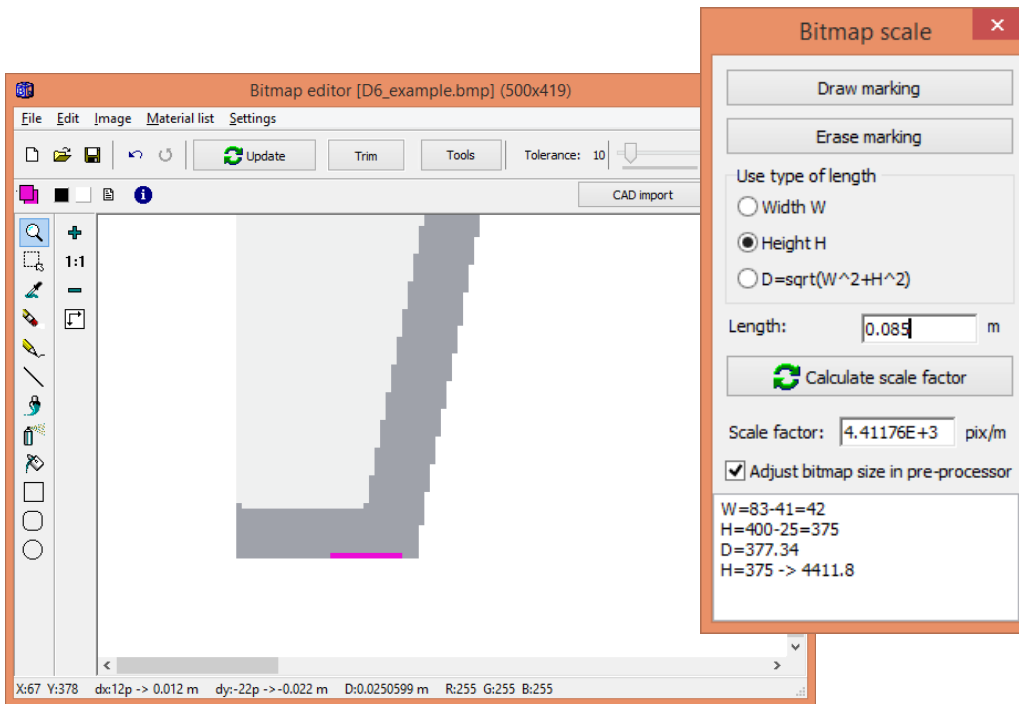 Bitmap editor [D6_example.bmp] (500x419)
File Edit Image Material list Settings
Update Trim Tools Tolerance: 10
CAD import
1:1
X:67 Y:378 dx:12p -> 0.012 m dy:-22p ->-0.022 m D:0.0250599 m R:255 G:255 B:255
Bitmap scale
Draw marking
Erase marking
Use type of length
Width W
Height H
D=sqrt(W^2+H^2)
Length: 0.085 m
Calculate scale factor
Scale factor: 4.41176E+3 pix/m
Adjust bitmap size in pre-processor
W=83-41=42
H=400-25=375
D=377.34
H=375 -> 4411.8